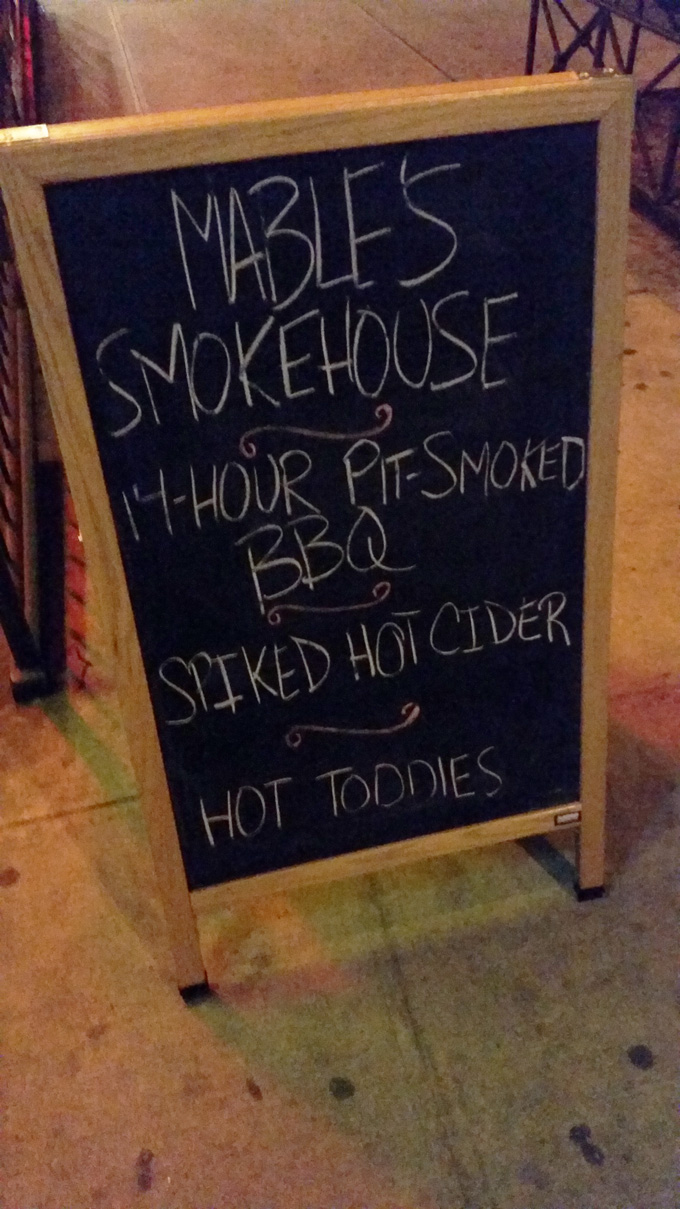 MABLE'S
SMOKEHOUSE
14-HOUR PIT-SMOKED
BBQ
SPIKED HOT CIDER
HOT TODDIES